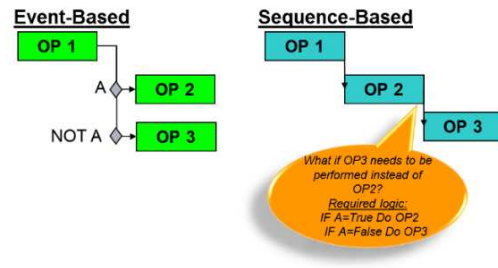 Event-Based
OP 1
A
OP 2
NOT A
OP 3
Sequence-Based
OP 1
OP 2
OP 3
What if OP3 needs to be
performed instead of
OP2?
Required logic:
IF A=True Do OP2
IF A=False Do OP3